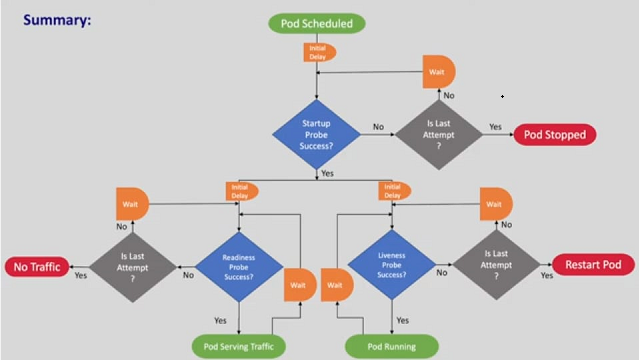 Summary:
Pod Scheduled
Initial
Delay
Wait
No
Startup
Probe
Success?
No
Is Last
Attempt
?
Yes
Pod Stopped
Yes
Initial
Delay
Initial
Delay
Wait
Wait
No
No
No Traffic
Yes
Is Last
Attempt
?
No
Readiness
Probe
Success?
Wait
Wait
Liveness
Probe
Success?
No
Is Last
Attempt
?
Yes
Restart Pod
Yes
Yes
Pod Serving Traffic
Pod Running